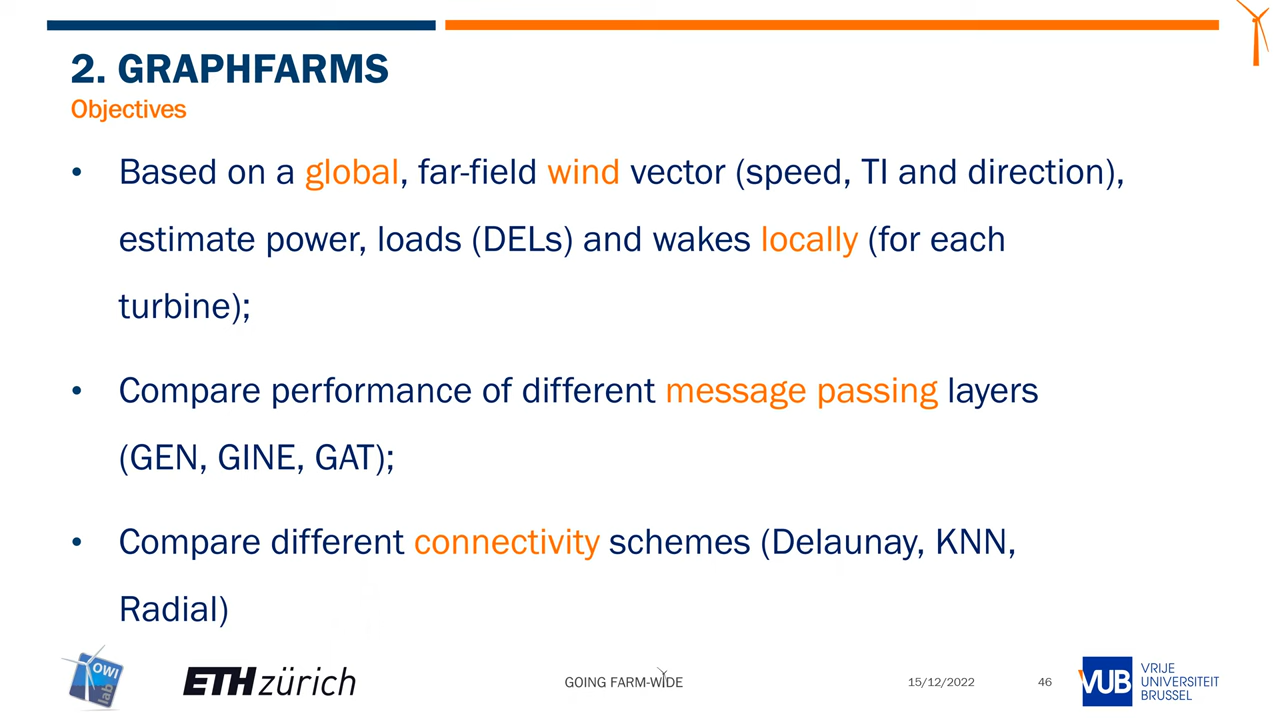 2. GRAPHFARMS
Objectives
• Based on a global, far-field wind vector (speed, TI and direction),
estimate power, loads (DELs) and wakes locally (for each
turbine);
• Compare performance of different message passing layers
(GEN, GINE, GAT);
• Compare different connectivity schemes (Delaunay, KNN,
Radial)
OWI
lab
ETH zürich
GOING FARM-WIDE
15/12/2022
46
VUB
VRIJE
UNIVERSITEIT
BRUSSEL